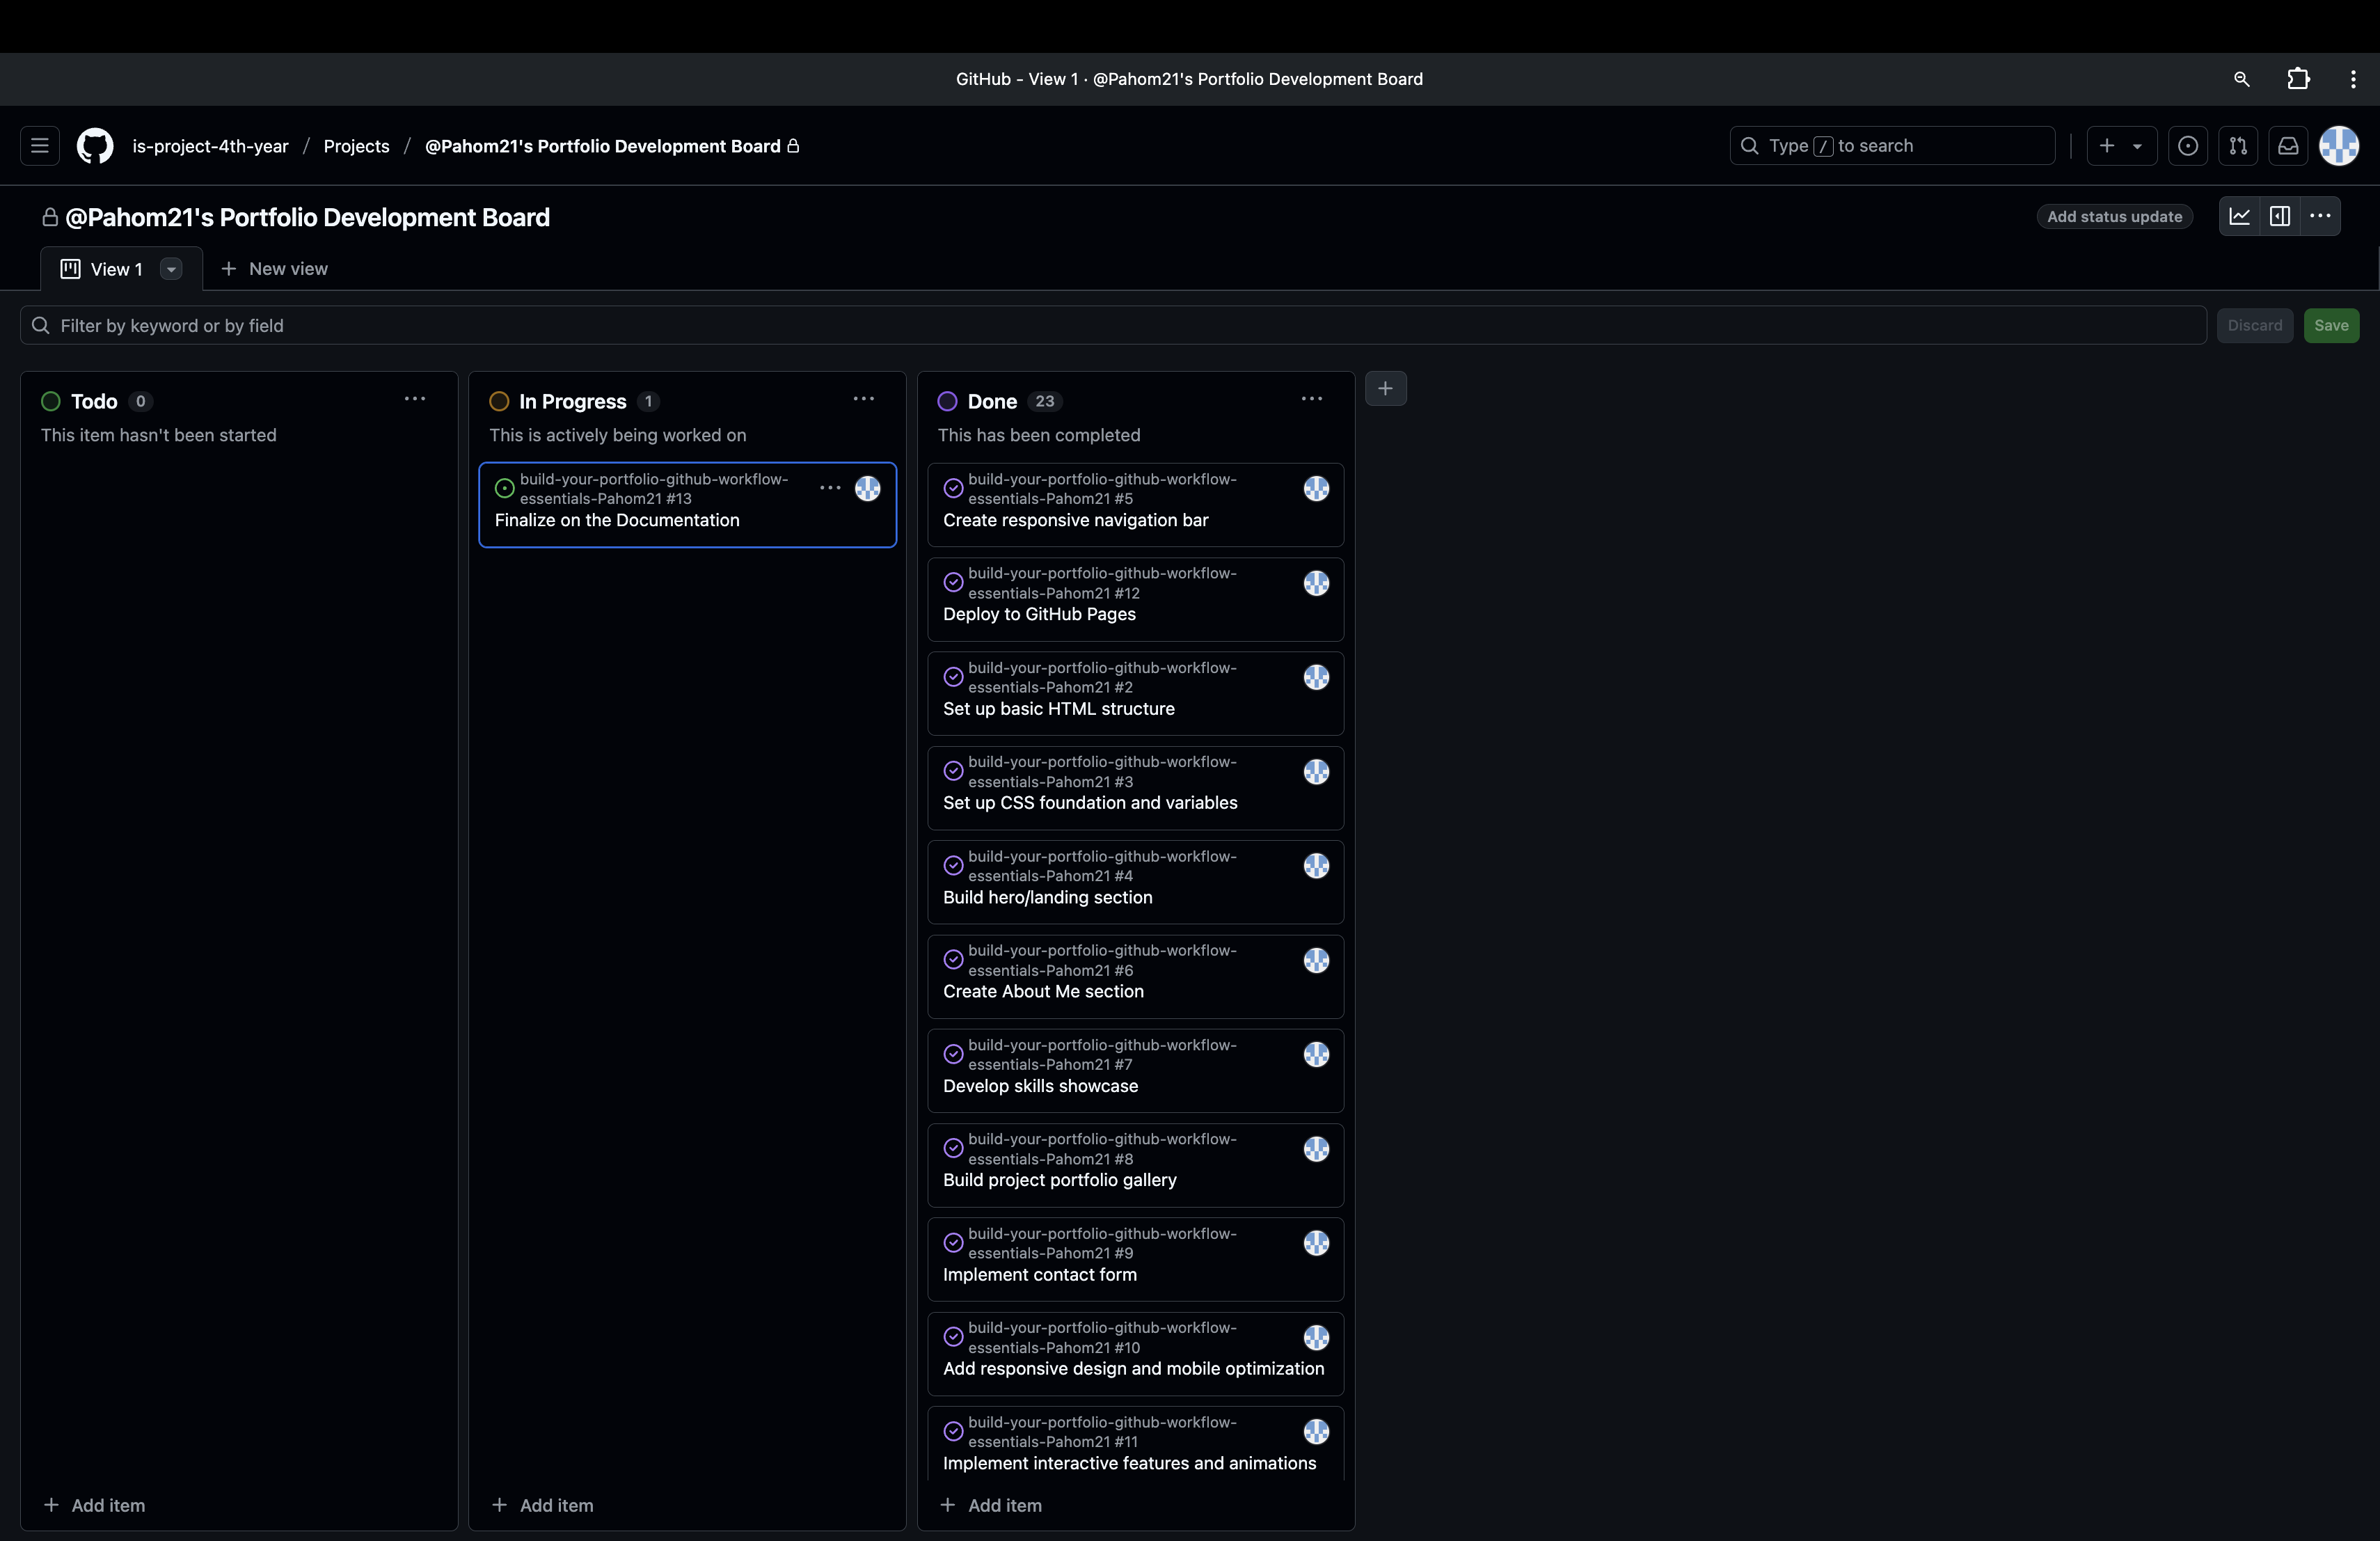 GitHub - View 1 · @Pahom21's Portfolio Development Board
is-project-4th-year / Projects / @Pahom21's Portfolio Development Board
Type / to search
@Pahom21's Portfolio Development Board
Add status update
View 1
New view
Filter by keyword or by field
Discard
Save
Todo 0
This item hasn't been started
Add item
In Progress 1
This is actively being worked on
build-your-portfolio-github-workflow-
essentials-Pahom21 #13
Finalize on the Documentation
Add item
Done 23
This has been completed
build-your-portfolio-github-workflow-
essentials-Pahom21 #5
Create responsive navigation bar
build-your-portfolio-github-workflow-
essentials-Pahom21 #12
Deploy to GitHub Pages
build-your-portfolio-github-workflow-
essentials-Pahom21 #2
Set up basic HTML structure
build-your-portfolio-github-workflow-
essentials-Pahom21 #3
Set up CSS foundation and variables
build-your-portfolio-github-workflow-
essentials-Pahom21 #4
Build hero/landing section
build-your-portfolio-github-workflow-
essentials-Pahom21 #6
Create About Me section
build-your-portfolio-github-workflow-
essentials-Pahom21 #7
Develop skills showcase
build-your-portfolio-github-workflow-
essentials-Pahom21 #8
Build project portfolio gallery
build-your-portfolio-github-workflow-
essentials-Pahom21 #9
Implement contact form
build-your-portfolio-github-workflow-
essentials-Pahom21 #10
Add responsive design and mobile optimization
build-your-portfolio-github-workflow-
essentials-Pahom21 #11
Implement interactive features and animations
Add item